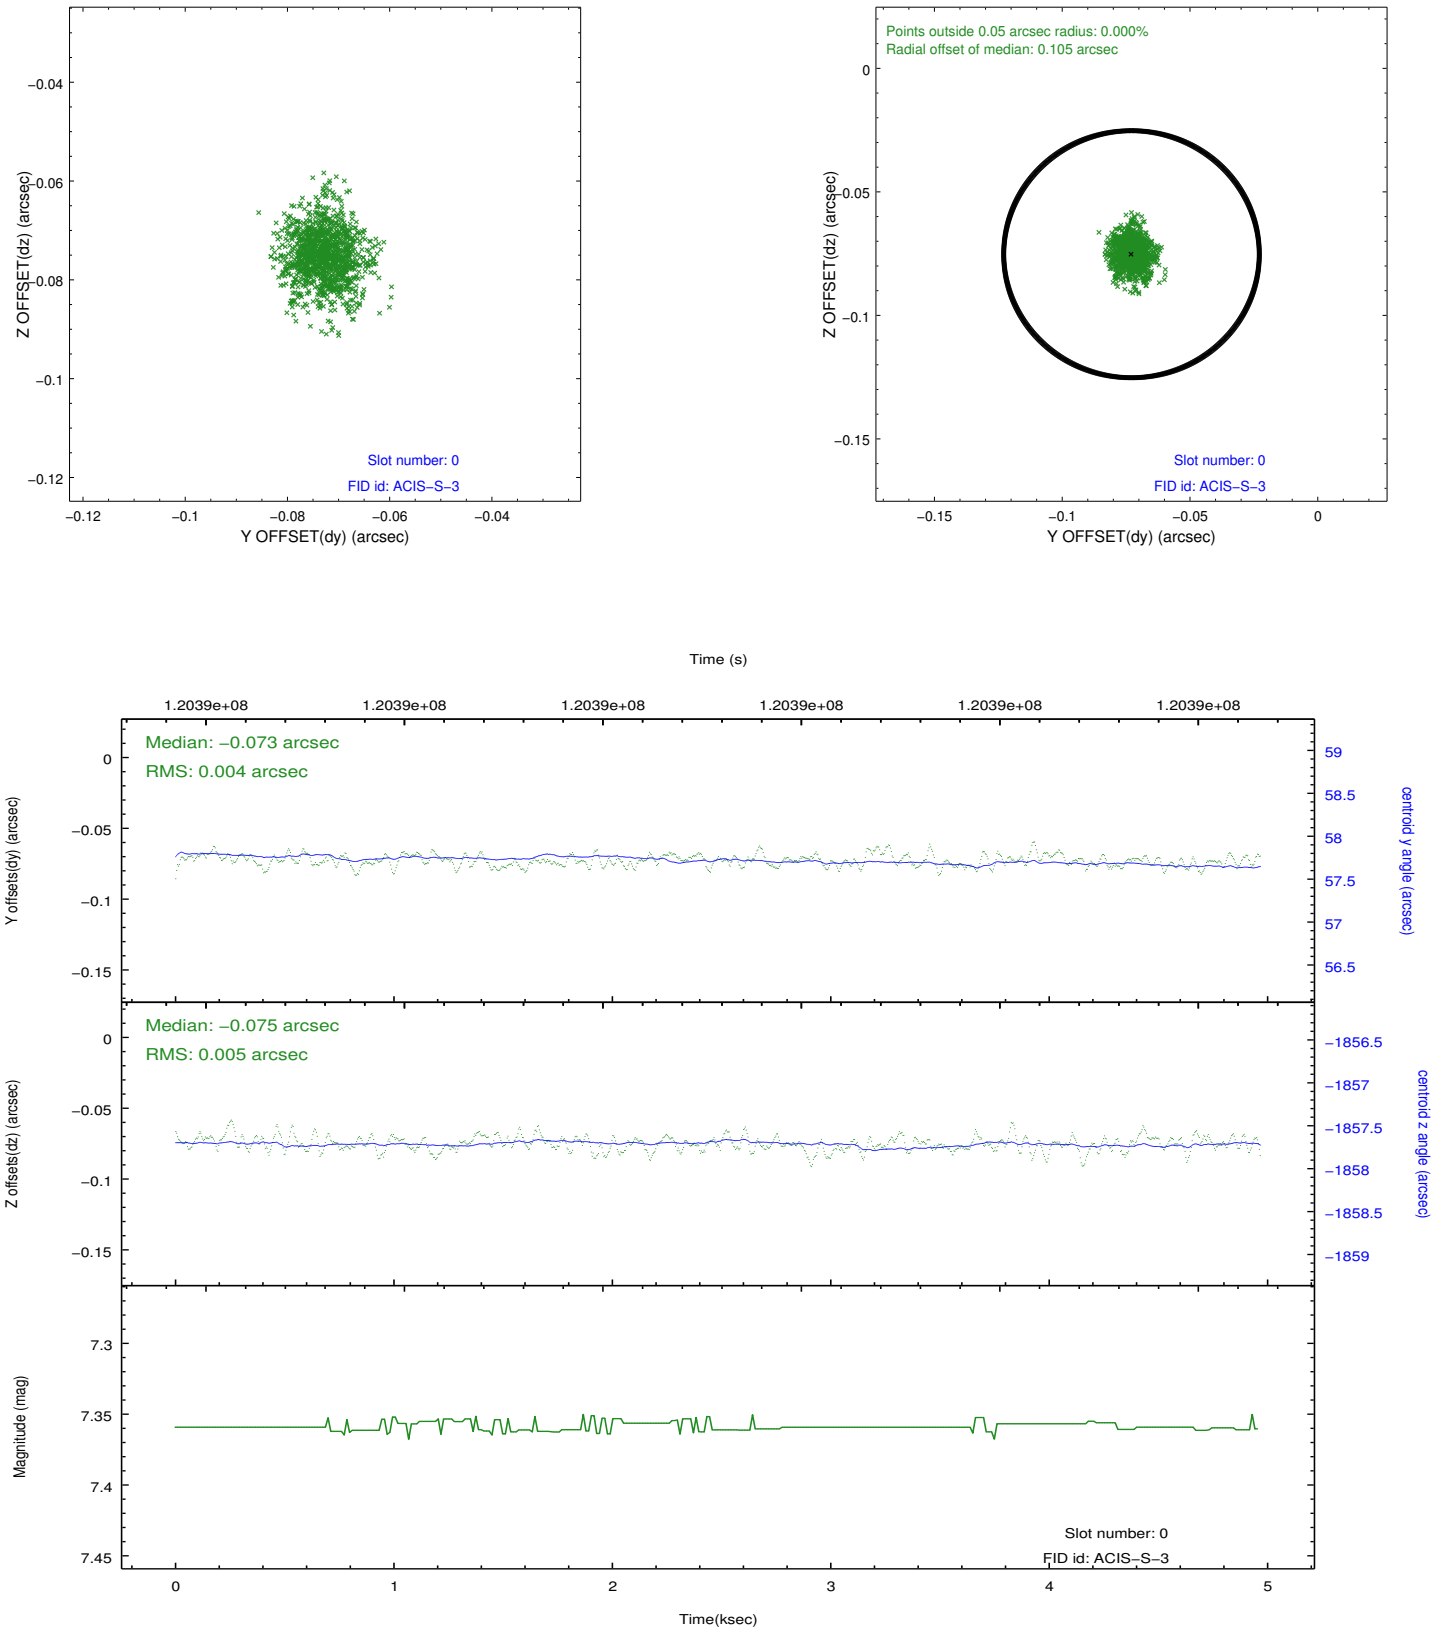 −0.04
−0.06
−0.08
−0.1
−0.12
Z OFFSET(dz) (arcsec)
Slot number: 0
FID id: ACIS−S−3
−0.12
−0.1
−0.08
−0.06
−0.04
Y OFFSET(dy) (arcsec)
Points outside 0.05 arcsec radius: 0.000%
Radial offset of median: 0.105 arcsec
0
−0.05
−0.1
−0.15
Z OFFSET(dz) (arcsec)
Slot number: 0
FID id: ACIS−S−3
−0.15
−0.1
−0.05
0
Y OFFSET(dy) (arcsec)
Time (s)
1.2039e+08
1.2039e+08
1.2039e+08
1.2039e+08
1.2039e+08
1.2039e+08
Median: −0.073 arcsec
RMS: 0.004 arcsec
0
−0.05
−0.1
−0.15
Y offsets(dy) (arcsec)
59
58.5
58
57.5
57
56.5
centroid y angle (arcsec)
Median: −0.075 arcsec
RMS: 0.005 arcsec
0
−0.05
−0.1
−0.15
Z offsets(dz) (arcsec)
−1856.5
−1857
−1857.5
−1858
−1858.5
−1859
centroid z angle (arcsec)
7.3
7.35
7.4
7.45
Magnitude (mag)
Slot number: 0
FID id: ACIS−S−3
0
1
2
3
4
5
Time(ksec)